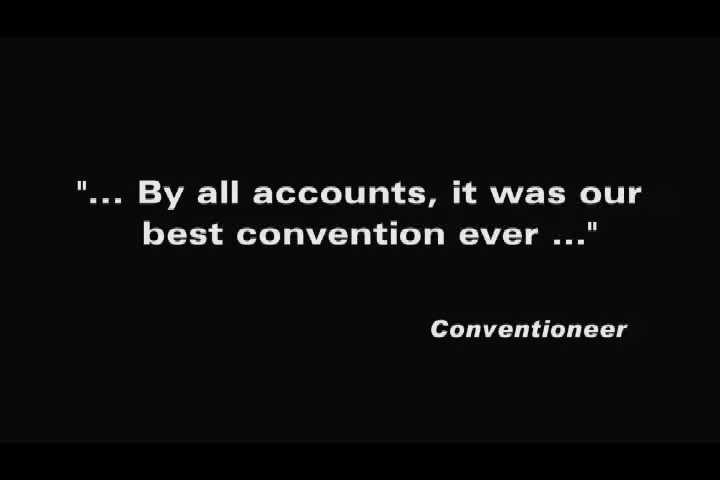 "... By all accounts, it was our
best convention ever ..."
Conventioneer